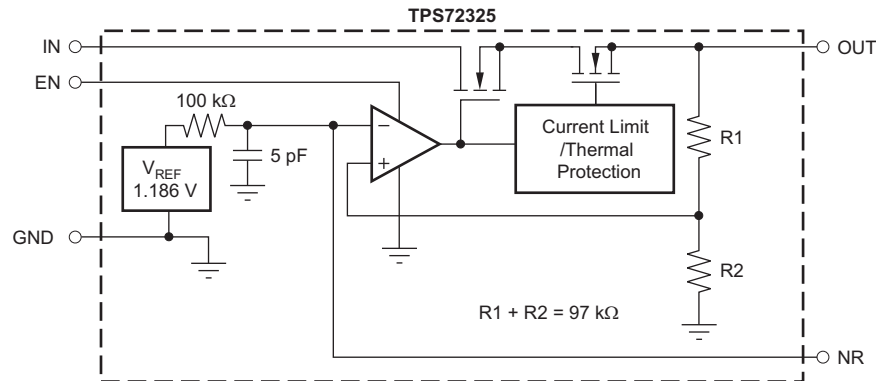 TPS72325
IN
OUT
EN
100 kΩ
−
+
5 pF
VREF
1.186 V
Current Limit
/Thermal
Protection
R1
GND
R2
R1 + R2 = 97 kΩ
NR